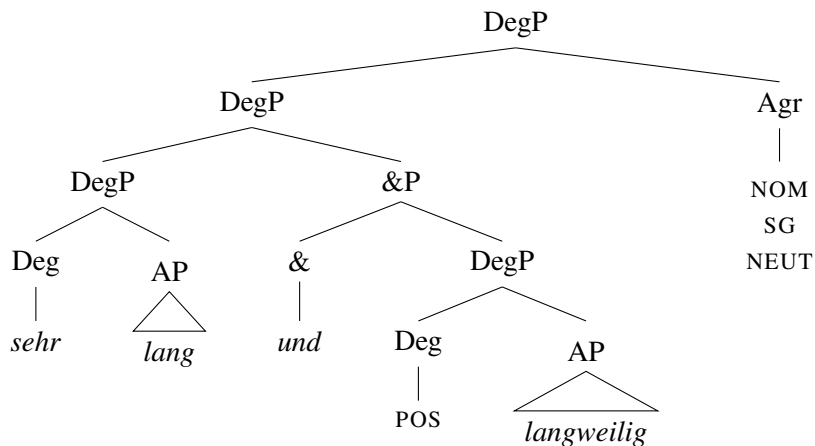 DegP
DegP Agr
DegP &P NOM
SG
NEUT
Deg AP & DegP
sehr lang und Deg AP
POS langweilig